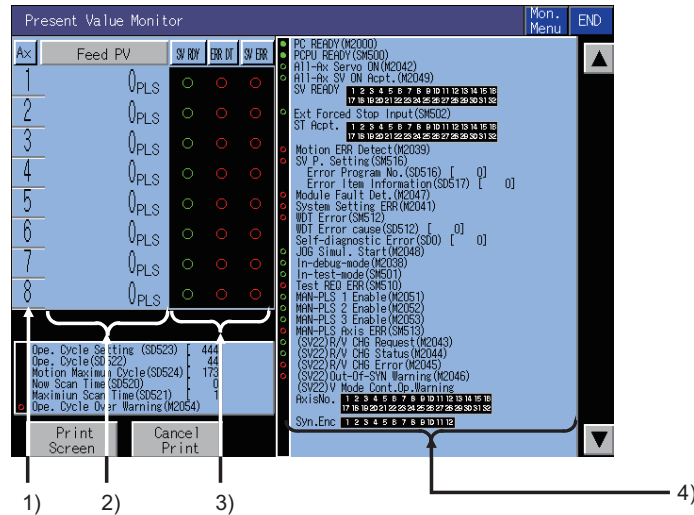 Present Value Monitor
Mon. Menu
END
Ax
Feed PV
SV RDY
ERR DT
SV ERR
1 0PLS
2 0PLS
3 0PLS
4 0PLS
5 0PLS
6 0PLS
7 0PLS
8 0PLS
Ope. Cycle Setting (SD523) [ 444
Ope. Cycle(SD522) 44
Motion Maximum Cycle(SD524) [ 173
Now Scan Time(SD520) 0
Maximiun Scan Time(SD521) 1
Ope. Cycle Over Warning(M2054)
Print Screen
Cancel Print
PC READY(M2000)
PCPU READY(SM500)
All-Ax Servo ON(M2042)
All-Ax SV ON Acpt.(M2049)
SV READY 1 2 3 4 5 6 7 8 9 10 11 12 13 14 15 16
17 18 19 20 21 22 23 24 25 26 27 28 29 30 31 32
Ext Forced Stop Input(SM502)
ST Acpt. 1 2 3 4 5 6 7 8 9 10 11 12 13 14 15 16
17 18 19 20 21 22 23 24 25 26 27 28 29 30 31 32
Motion ERR Detect(M2039)
SV P. Setting(SM516)
Error Program No.(SD516) [ 0]
Error Item Information(SD517) [ 0]
Module Fault Det.(M2047)
System Setting ERR(M2041)
WDT Error(SM512)
WDT Error cause(SD512) [ 0]
Self-diagnostic Error(SD0) [ 0]
JOG Simul. Start(M2048)
In-debug-mode(M2038)
In-test-mode(SM501)
Test REQ ERR(SM510)
MAN-PLS 1 Enable(M2051)
MAN-PLS 2 Enable(M2052)
MAN-PLS 3 Enable(M2053)
MAN-PLS Axis ERR(SM513)
(SV22)R/V CHG Request(M2043)
(SV22)R/V CHG Status(M2044)
(SV22)R/V CHG Error(M2045)
(SV22)Out-Of-SYN Warning(M2046)
(SV22)V Mode Cont.Op.Warning
AxisNo. 1 2 3 4 5 6 7 8 9 10 11 12 13 14 15 16
17 18 19 20 21 22 23 24 25 26 27 28 29 30 31 32
Syn.Enc 1 2 3 4 5 6 7 8 9 10 11 12
1)
2)
3)
4)